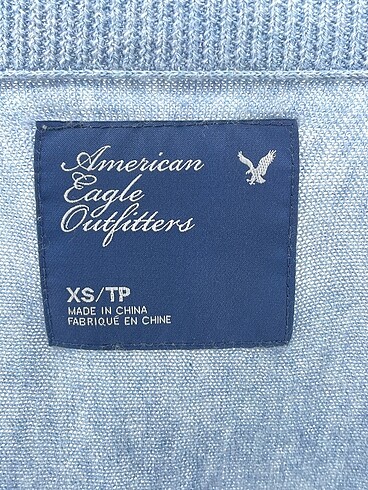 American
Eagle
Outfitters
XS/TP
MADE IN CHINA
FABRIQUÉ EN CHINE